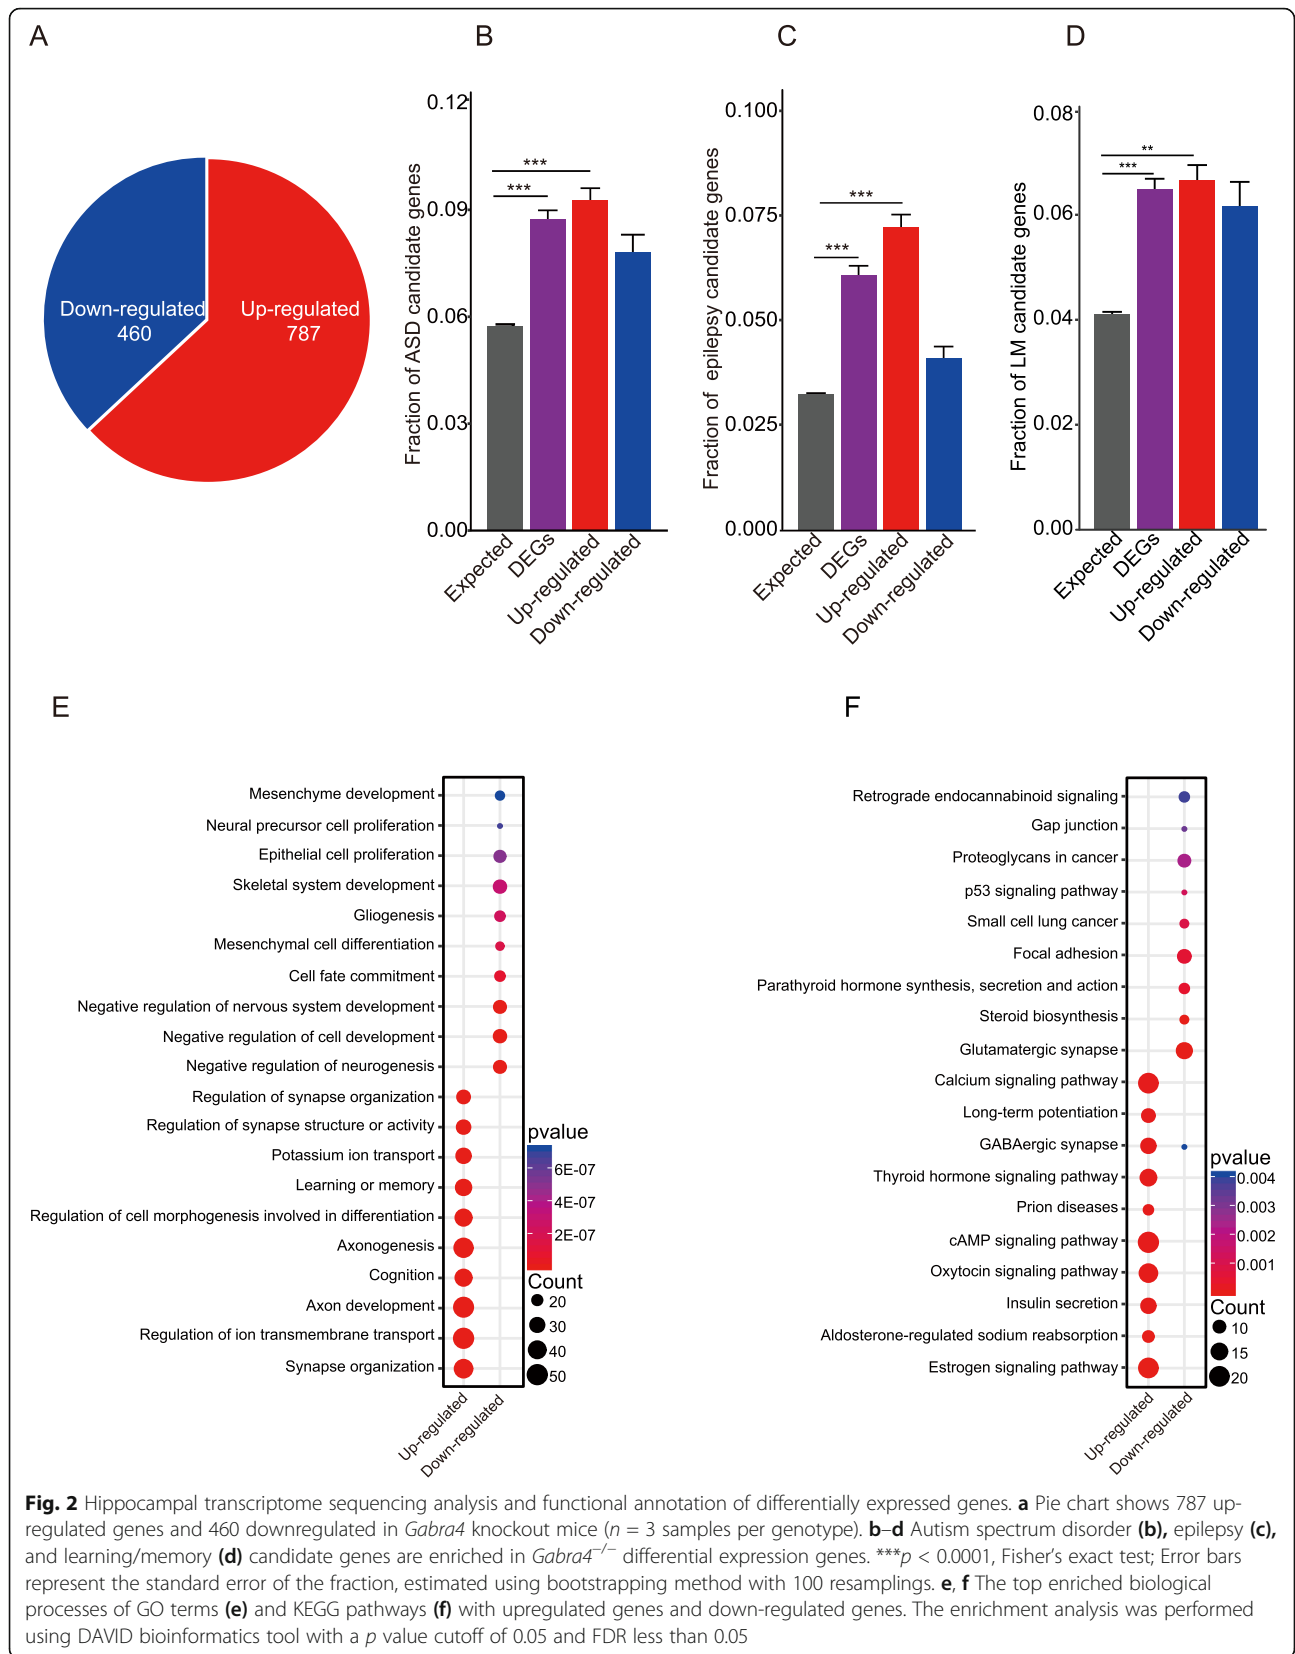 A
Down-regulated
460
Up-regulated
787
B
Fraction of ASD candidate genes
0.12
0.09
0.06
0.03
0.00
***
***
Expected
DEGs
Up-regulated
Down-regulated
C
Fraction of epilepsy candidate genes
0.100
0.075
0.050
0.025
0.000
***
***
Expected
DEGs
Up-regulated
Down-regulated
D
Fraction of LM candidate genes
0.08
0.06
0.04
0.02
0.00
**
***
Expected
DEGs
Up-regulated
Down-regulated
E
Mesenchyme development
Neural precursor cell proliferation
Epithelial cell proliferation
Skeletal system development
Gliogenesis
Mesenchymal cell differentiation
Cell fate commitment
Negative regulation of nervous system development
Negative regulation of cell development
Negative regulation of neurogenesis
Regulation of synapse organization
Regulation of synapse structure or activity
Potassium ion transport
Learning or memory
Regulation of cell morphogenesis involved in differentiation
Axonogenesis
Cognition
Axon development
Regulation of ion transmembrane transport
Synapse organization
Up-regulated
Down-regulated
pvalue
6E-07
4E-07
2E-07
Count
20
30
40
50
F
Retrograde endocannabinoid signaling
Gap junction
Proteoglycans in cancer
p53 signaling pathway
Small cell lung cancer
Focal adhesion
Parathyroid hormone synthesis, secretion and action
Steroid biosynthesis
Glutamatergic synapse
Calcium signaling pathway
Long-term potentiation
GABAergic synapse
Thyroid hormone signaling pathway
Prion diseases
cAMP signaling pathway
Oxytocin signaling pathway
Insulin secretion
Aldosterone-regulated sodium reabsorption
Estrogen signaling pathway
Up-regulated
Down-regulated
pvalue
0.004
0.003
0.002
0.001
Count
10
15
20
Fig. 2 Hippocampal transcriptome sequencing analysis and functional annotation of differentially expressed genes. a Pie chart shows 787 up-
regulated genes and 460 downregulated in Gabra4 knockout mice (n = 3 samples per genotype). b–d Autism spectrum disorder (b), epilepsy (c),
and learning/memory (d) candidate genes are enriched in Gabra4−/− differential expression genes. ***p < 0.0001, Fisher's exact test; Error bars
represent the standard error of the fraction, estimated using bootstrapping method with 100 resamplings. e, f The top enriched biological
processes of GO terms (e) and KEGG pathways (f) with upregulated genes and down-regulated genes. The enrichment analysis was performed
using DAVID bioinformatics tool with a p value cutoff of 0.05 and FDR less than 0.05